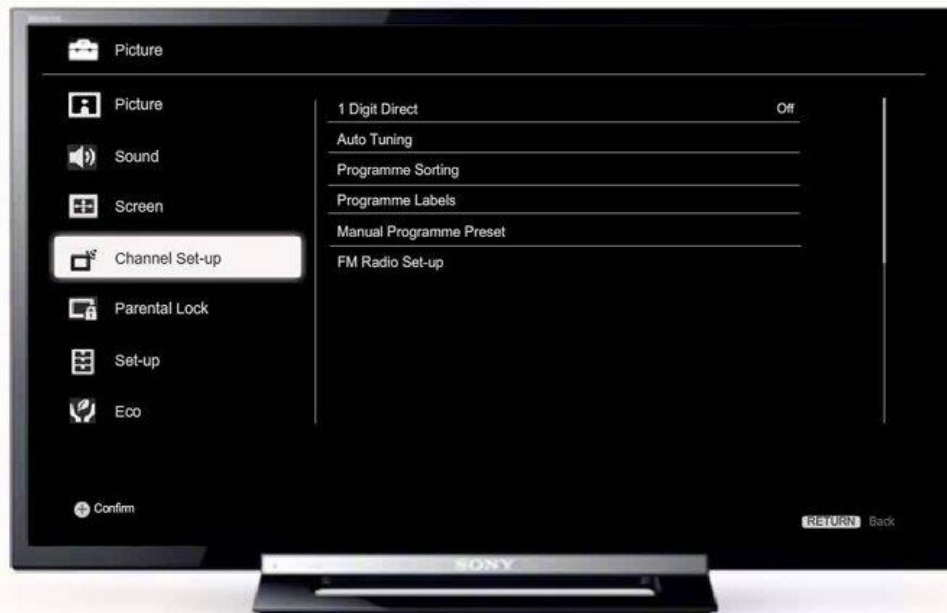 Picture
Picture
Sound
Screen
Channel Set-up
Parental Lock
Set-up
Eco
1 Digit Direct Off
Auto Tuning
Programme Sorting
Programme Labels
Manual Programme Preset
FM Radio Set-up
Confirm
RETURN Back
SONY